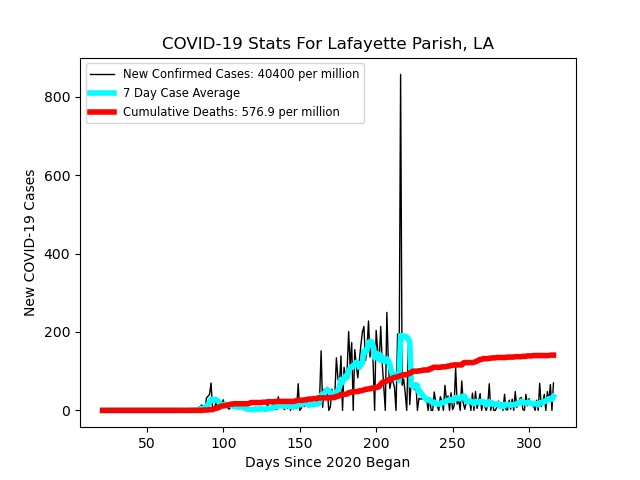 COVID-19 Stats For Lafayette Parish, LA
New Confirmed Cases: 40400 per million
7 Day Case Average
Cumulative Deaths: 576.9 per million
New COVID-19 Cases
800
600
400
200
0
50 100 150 200 250 300
Days Since 2020 Began